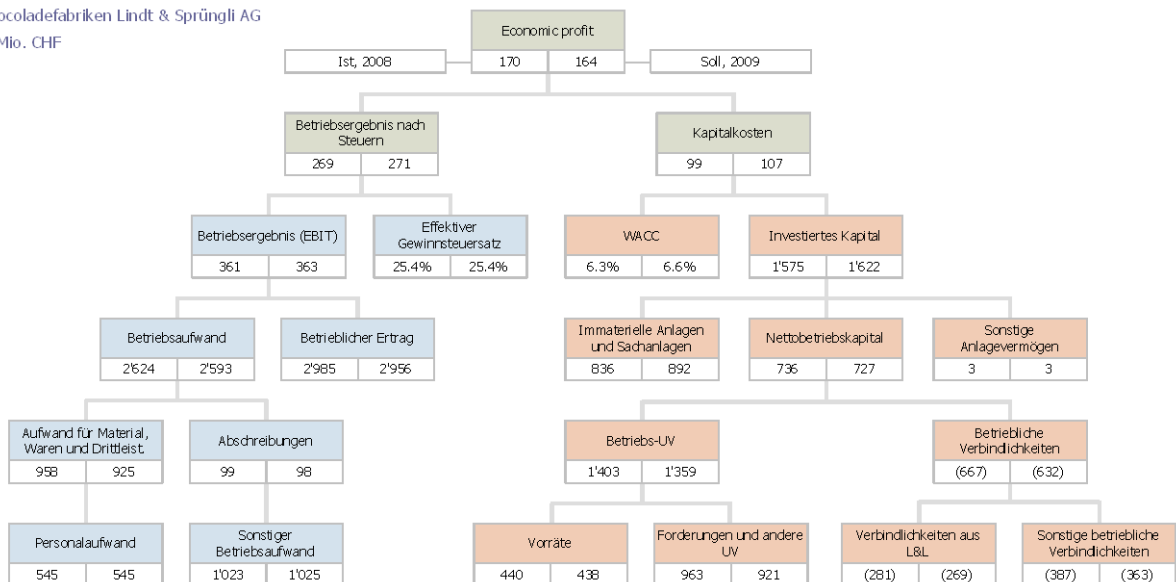 ocoladefabriken Lindt & Sprüngli AG
Mio. CHF
Economic profit
Ist, 2008 170 164 Soll, 2009
Betriebsergebnis nach
Steuern
269 271
Kapitalkosten
99 107
Betriebsergebnis (EBIT)
361 363
Effektiver
Gewinnsteuersatz
25.4% 25.4%
WACC
6.3% 6.6%
Investiertes Kapital
1'575 1'622
Betriebsaufwand
2'624 2'593
Betrieblicher Ertrag
2'985 2'956
Immaterielle Anlagen
und Sachanlagen
836 892
Nettobetriebskapital
736 727
Sonstige
Anlagevermögen
3 3
Aufwand für Material,
Waren und Drittleist.
958 925
Abschreibungen
99 98
Betriebs-UV
1'403 1'359
Betriebliche
Verbindlichkeiten
(667) (632)
Personalaufwand
545 545
Sonstiger
Betriebsaufwand
1'023 1'025
Vorräte
440 438
Forderungen und andere
UV
963 921
Verbindlichkeiten aus
L&L
(281) (269)
Sonstige betriebliche
Verbindlichkeiten
(387) (363)